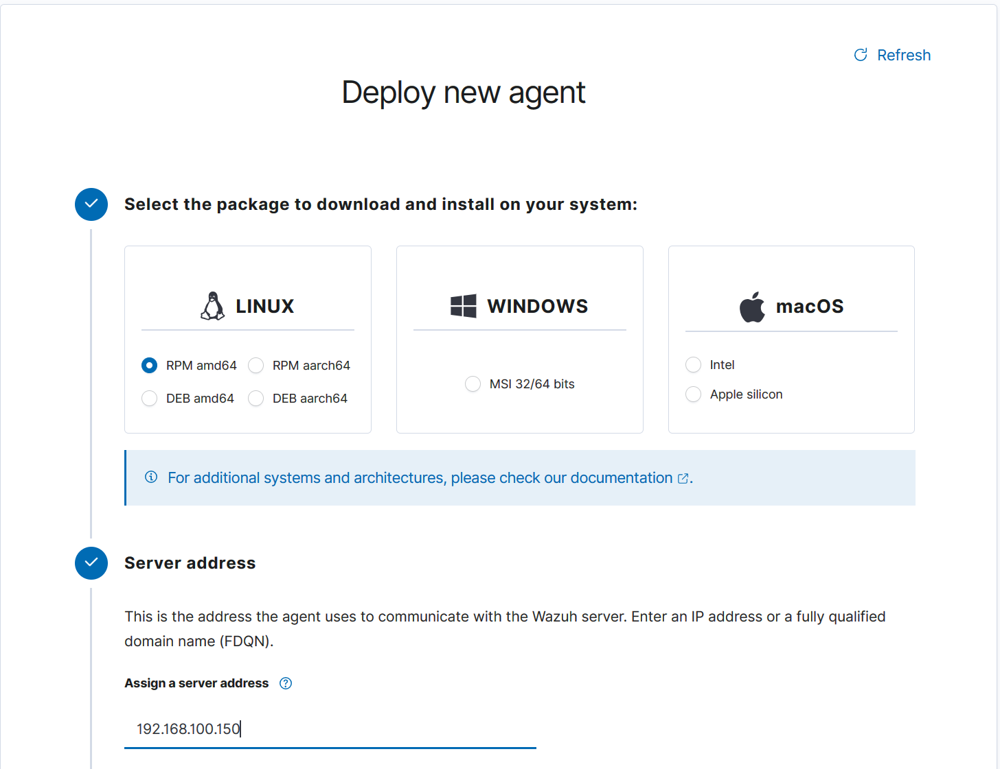 Refresh
Deploy new agent
Select the package to download and install on your system:
LINUX
RPM amd64
RPM aarch64
DEB amd64
DEB aarch64
WINDOWS
MSI 32/64 bits
macOS
Intel
Apple silicon
For additional systems and architectures, please check our documentation.
Server address
This is the address the agent uses to communicate with the Wazuh server. Enter an IP address or a fully qualified
domain name (FDQN).
Assign a server address
192.168.100.150